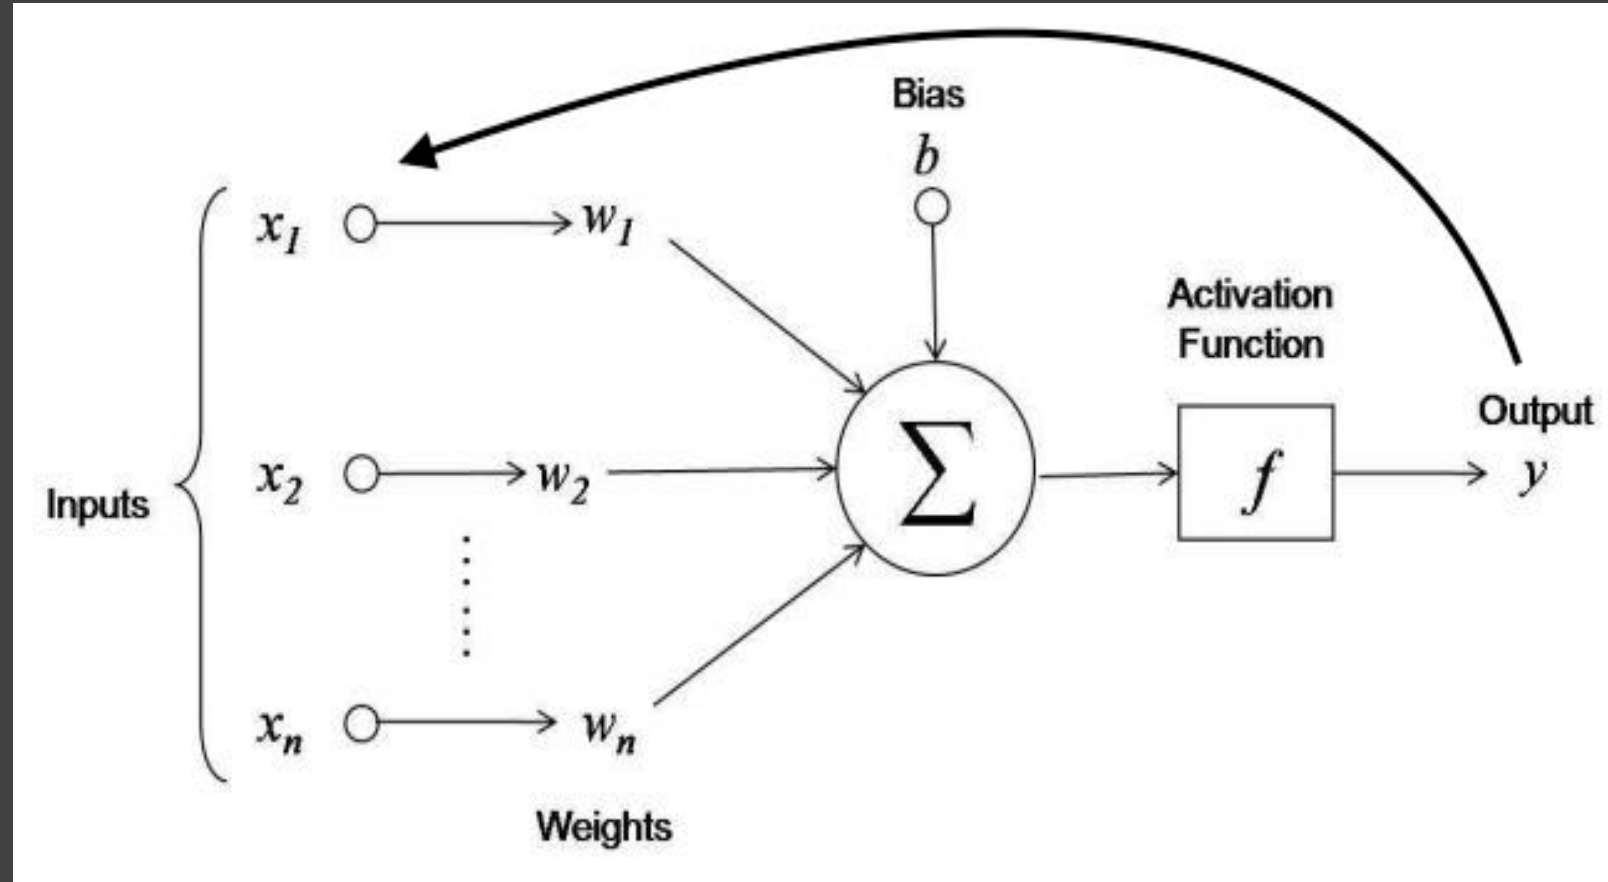 Bias
b
x₁
w₁
Activation
Function
Output
Inputs
x₂
w₂
Σ
f
y
xₙ
wₙ
Weights